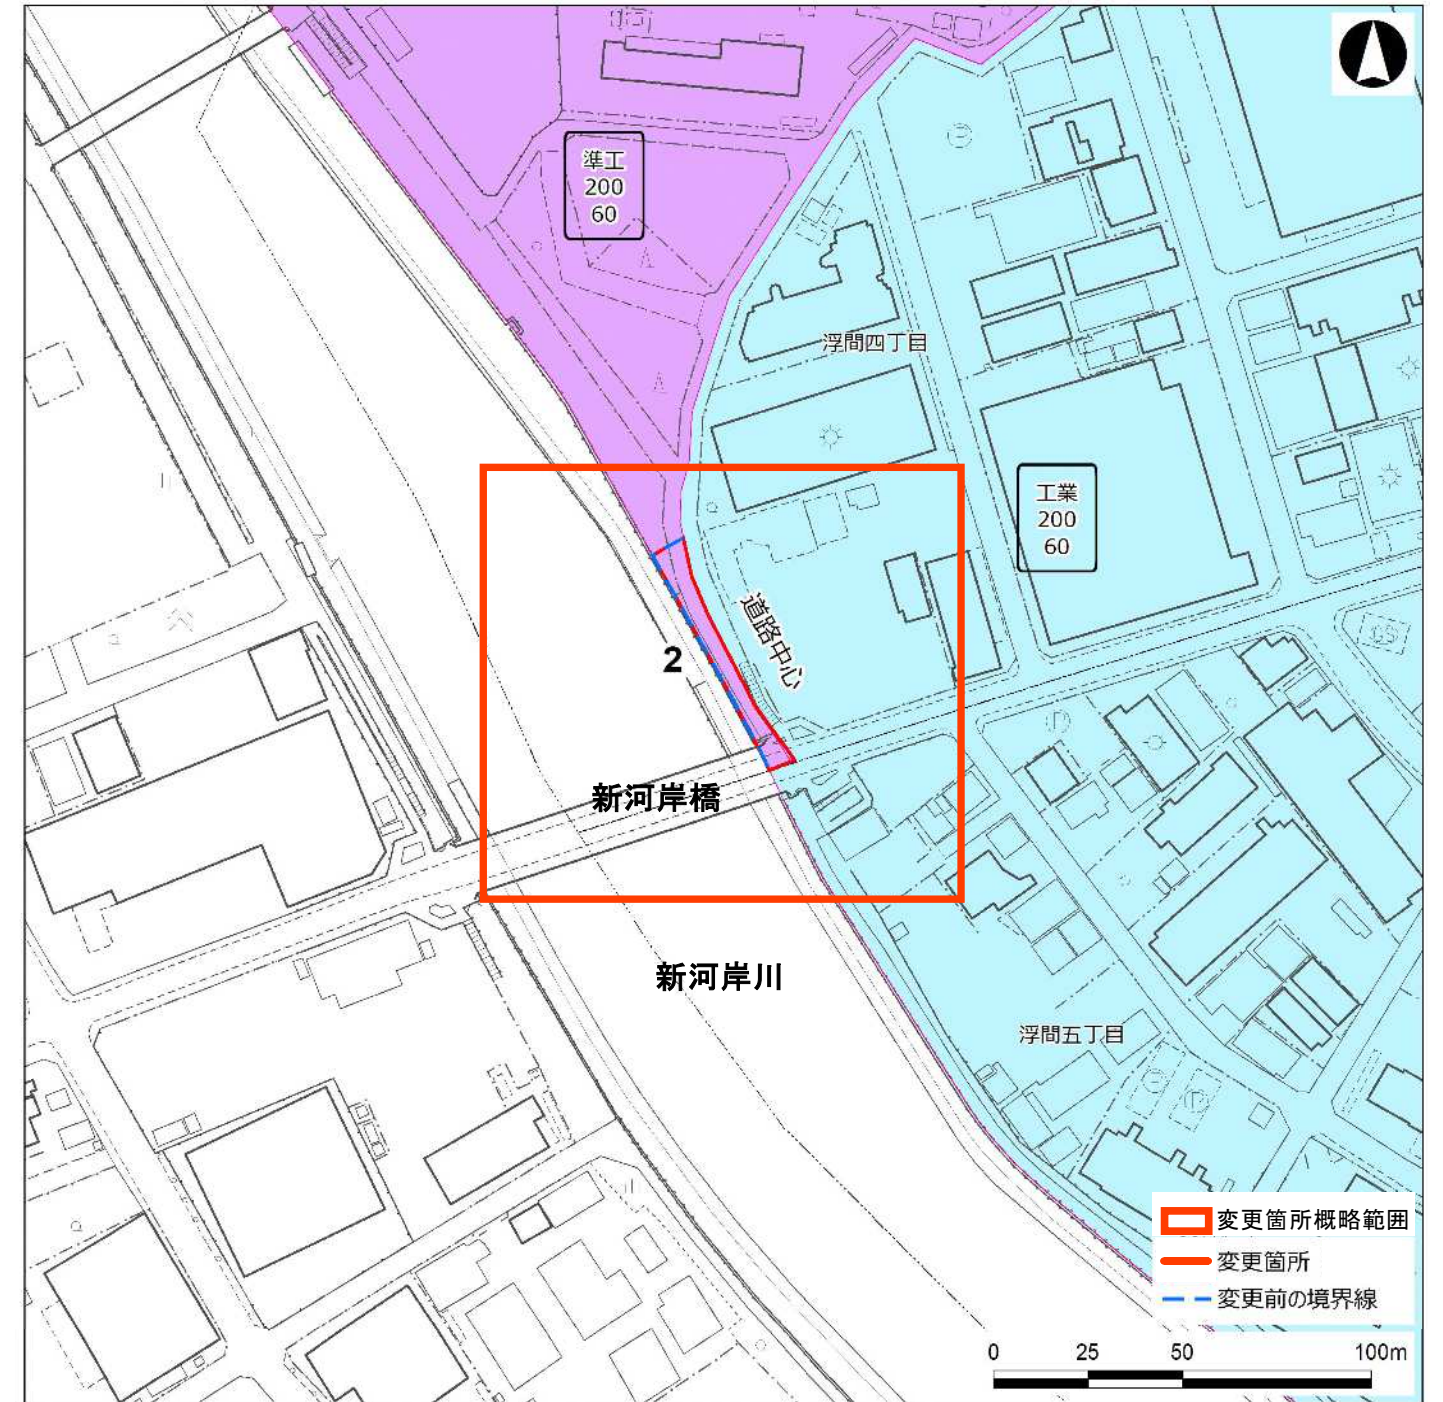 準工
200
60
浮間四丁目
工業
200
60
道路中心
2
新河岸橋
新河岸川
浮間五丁目
変更箇所概略範囲
変更箇所
変更前の境界線
0 25 50 100m